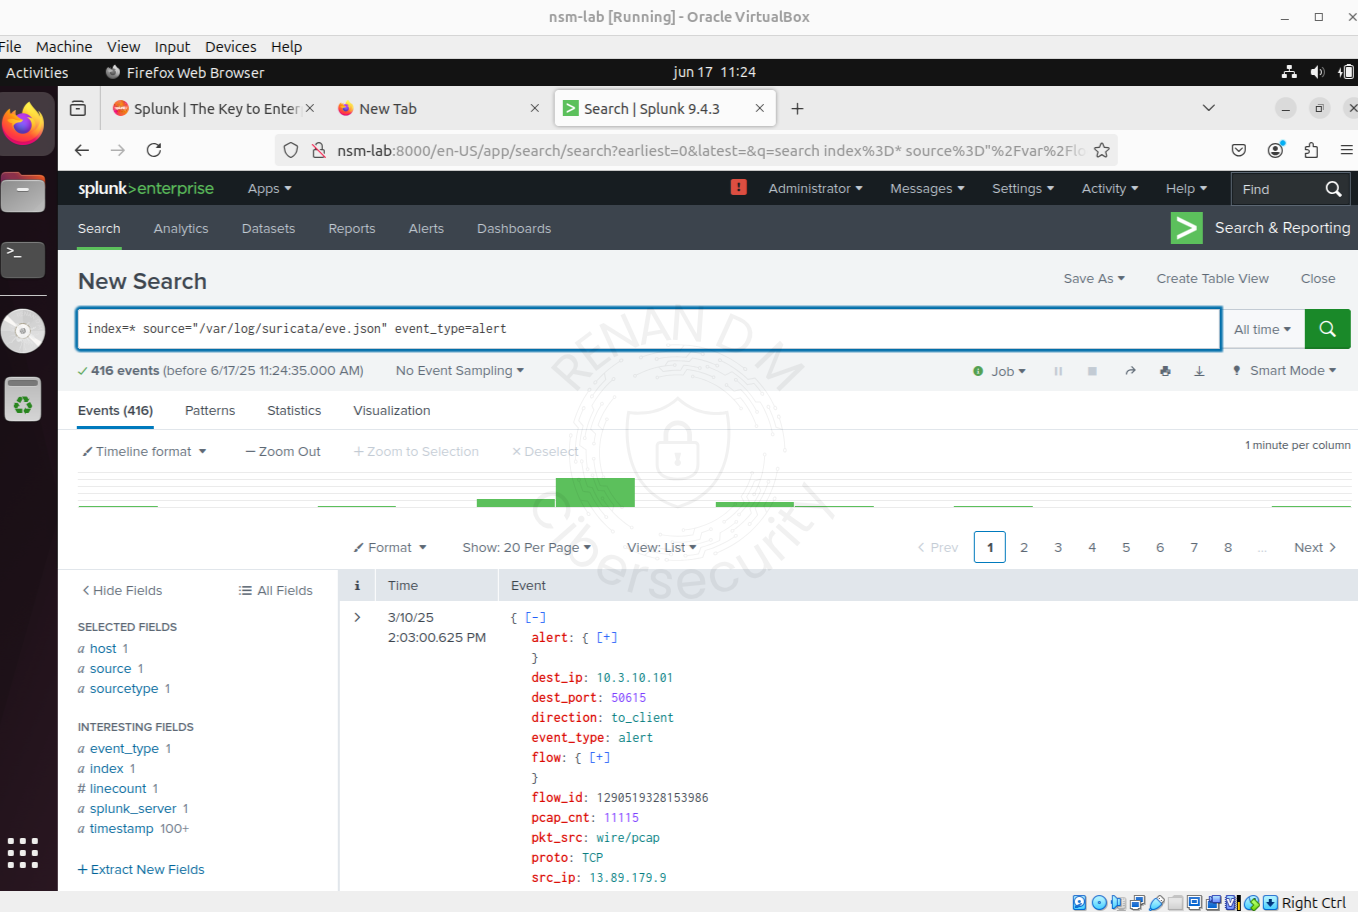 nsm-lab [Running] - Oracle VirtualBox
File Machine View Input Devices Help
Activities Firefox Web Browser jun 17 11:24
Splunk | The Key to Enter New Tab Search | Splunk 9.4.3
nsm-lab:8000/en-US/app/search/search?earliest=0&latest=&q=search index%3D* source%3D"%2Fvar%2Flo
splunk>enterprise Apps Administrator Messages Settings Activity Help Find
Search Analytics Datasets Reports Alerts Dashboards Search & Reporting
New Search Save As Create Table View Close
index=* source="/var/log/suricata/eve.json" event_type=alert All time
416 events (before 6/17/25 11:24:35.000 AM) No Event Sampling Job Smart Mode
Events (416) Patterns Statistics Visualization
Timeline format — Zoom Out + Zoom to Selection × Deselect 1 minute per column
RENAN D M
Cibersecurit
Format Show: 20 Per Page View: List < Prev 1 2 3 4 5 6 7 8 ... Next >
< Hide Fields All Fields i Time Event
SELECTED FIELDS
a host 1
a source 1
a sourcetype 1
INTERESTING FIELDS
a event_type 1
a index 1
# linecount 1
a splunk_server 1
a timestamp 100+
+ Extract New Fields
> 3/10/25 { [-]
2:03:00.625 PM alert: { [+]
}
dest_ip: 10.3.10.101
dest_port: 50615
direction: to_client
event_type: alert
flow: { [+]
}
flow_id: 1290519328153986
pcap_cnt: 11115
pkt_src: wire/pcap
proto: TCP
src_ip: 13.89.179.9
Right Ctrl